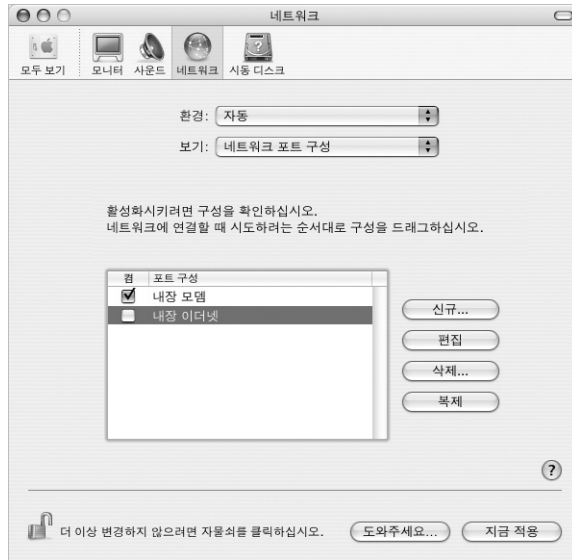 네트워크
모두 보기 모니터 사운드 네트워크 시동 디스크
환경: 자동
보기: 네트워크 포트 구성
활성화시키려면 구성을 확인하십시오.
네트워크에 연결할 때 시도하려는 순서대로 구성을 드래그하십시오.
켬 포트 구성
내장 모뎀
내장 이더넷
신규...
편집
삭제...
복제
?
더 이상 변경하지 않으려면 자물쇠를 클릭하십시오. 도와주세요... 지금 적용